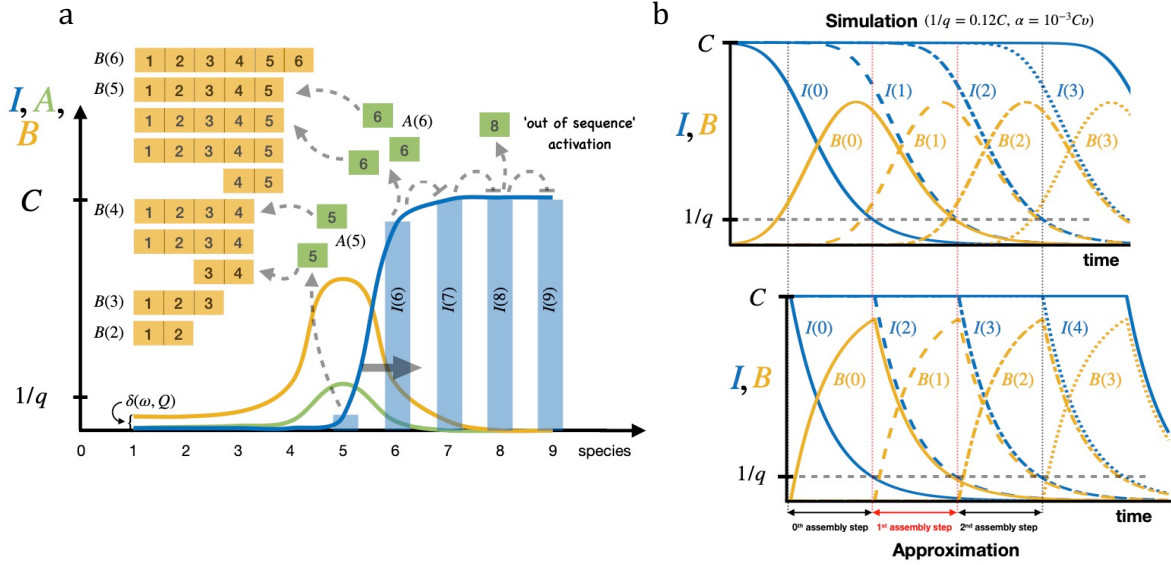 a
B(6) 1 2 3 4 5 6
B(5) 1 2 3 4 5
1 2 3 4 5
1 2 3 4 5
4 5
B(4) 1 2 3 4
1 2 3 4
3 4
B(3) 1 2 3
B(2) 1 2
I, A,
B
C
1/q
δ(ω, Q)
6
A(6)
6
6
8
'out of sequence'
activation
5
A(5)
5
I(6)
I(7)
I(8)
I(9)
0 1 2 3 4 5 6 7 8 9 species
b
Simulation (1/q = 0.12C, α = 10⁻³Cυ)
C
I(0) I(1) I(2) I(3)
I, B
B(0) B(1) B(2) B(3)
1/q
time
C
I(0) I(2) I(3) I(4)
I, B
B(0) B(1) B(2) B(3)
1/q
time
0th assembly step 1st assembly step 2nd assembly step
Approximation